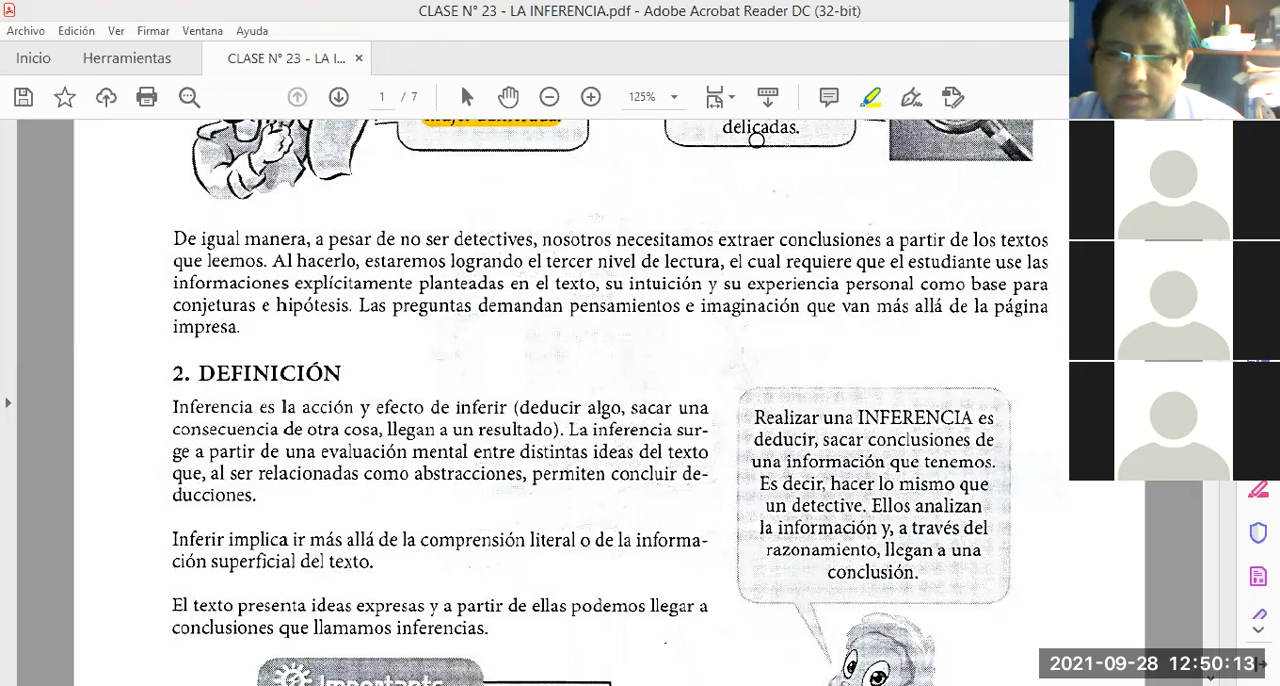 CLASE N° 23 - LA INFERENCIA.pdf - Adobe Acrobat Reader DC (32-bit)
Archivo Edición Ver Firmar Ventana Ayuda
Inicio Herramientas CLASE N° 23 - LA I... ×
1 / 7 125%
delicadas.
De igual manera, a pesar de no ser detectives, nosotros necesitamos extraer conclusiones a partir de los textos
que leemos. Al hacerlo, estaremos logrando el tercer nivel de lectura, el cual requiere que el estudiante use las
informaciones explícitamente planteadas en el texto, su intuición y su experiencia personal como base para
conjeturas e hipótesis. Las preguntas demandan pensamientos e imaginación que van más allá de la página
impresa.
2. DEFINICIÓN
Inferencia es la acción y efecto de inferir (deducir algo, sacar una
consecuencia de otra cosa, llegan a un resultado). La inferencia sur-
ge a partir de una evaluación mental entre distintas ideas del texto
que, al ser relacionadas como abstracciones, permiten concluir de-
ducciones.
Inferir implica ir más allá de la comprensión literal o de la informa-
ción superficial del texto.
El texto presenta ideas expresas y a partir de ellas podemos llegar a
conclusiones que llamamos inferencias.
Realizar una INFERENCIA es
deducir, sacar conclusiones de
una información que tenemos.
Es decir, hacer lo mismo que
un detective. Ellos analizan
la información y, a través del
razonamiento, llegan a una
conclusión.
Importante
2021-09-28 12:50:13